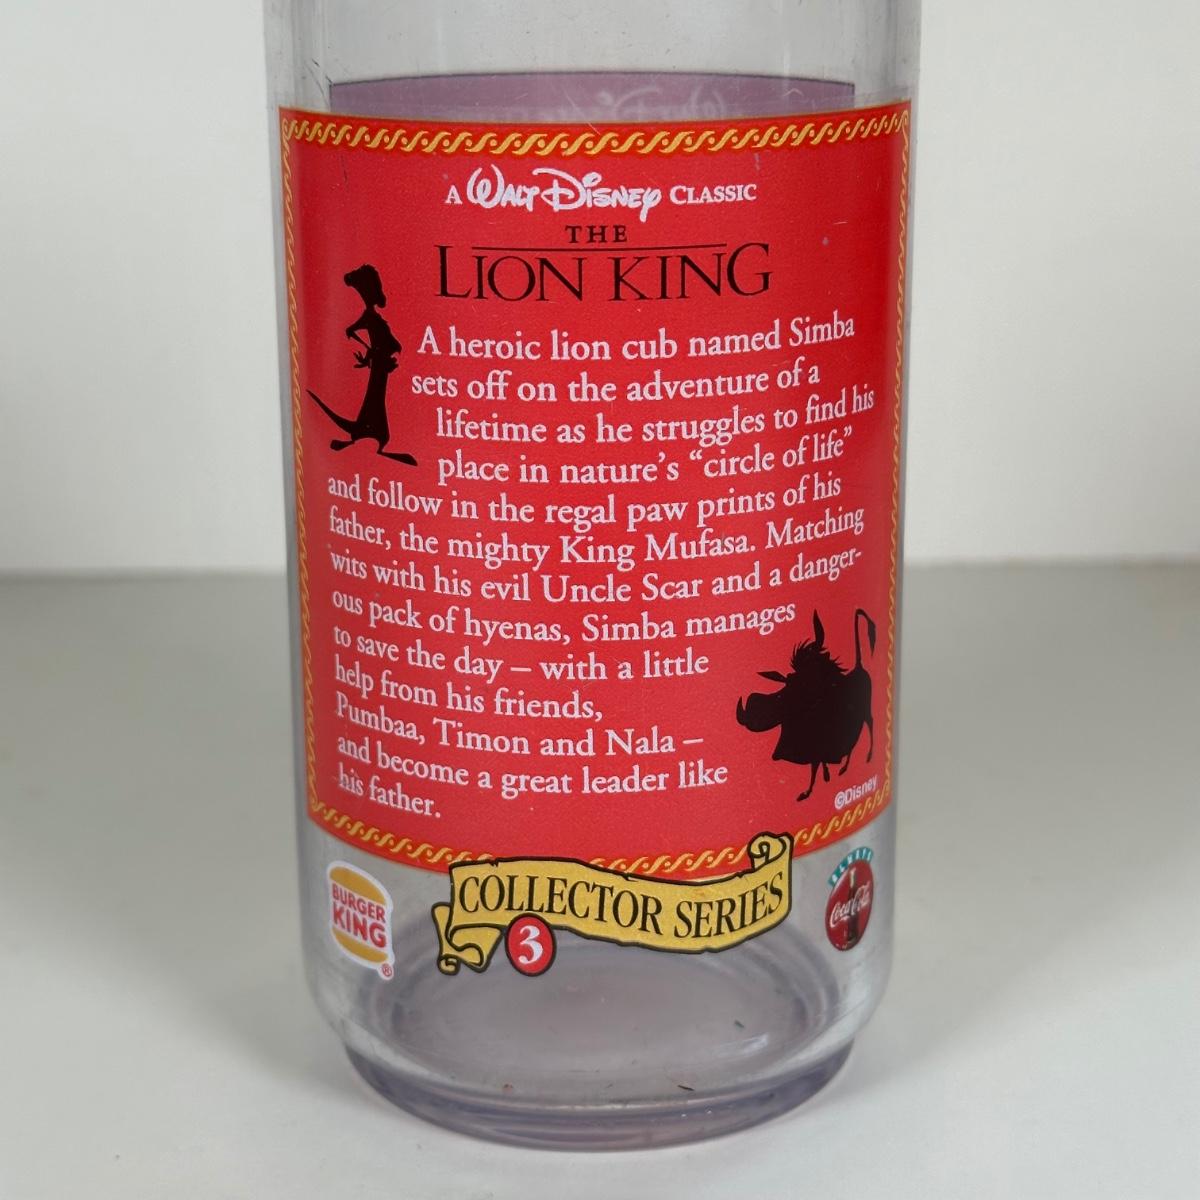 A Walt Disney Classic
THE
LION KING
A heroic lion cub named Simba
sets off on the adventure of a
lifetime as he struggles to find his
place in nature's “circle of life”
and follow in the regal paw prints of his
father, the mighty King Mufasa. Matching
wits with his evil Uncle Scar and a danger-
ous pack of hyenas, Simba manages
to save the day – with a little
help from his friends,
Pumbaa, Timon and Nala –
and become a great leader like
his father.
©Disney
COLLECTOR SERIES
3
BURGER
KING
®
ALWAYS
Coca-Cola